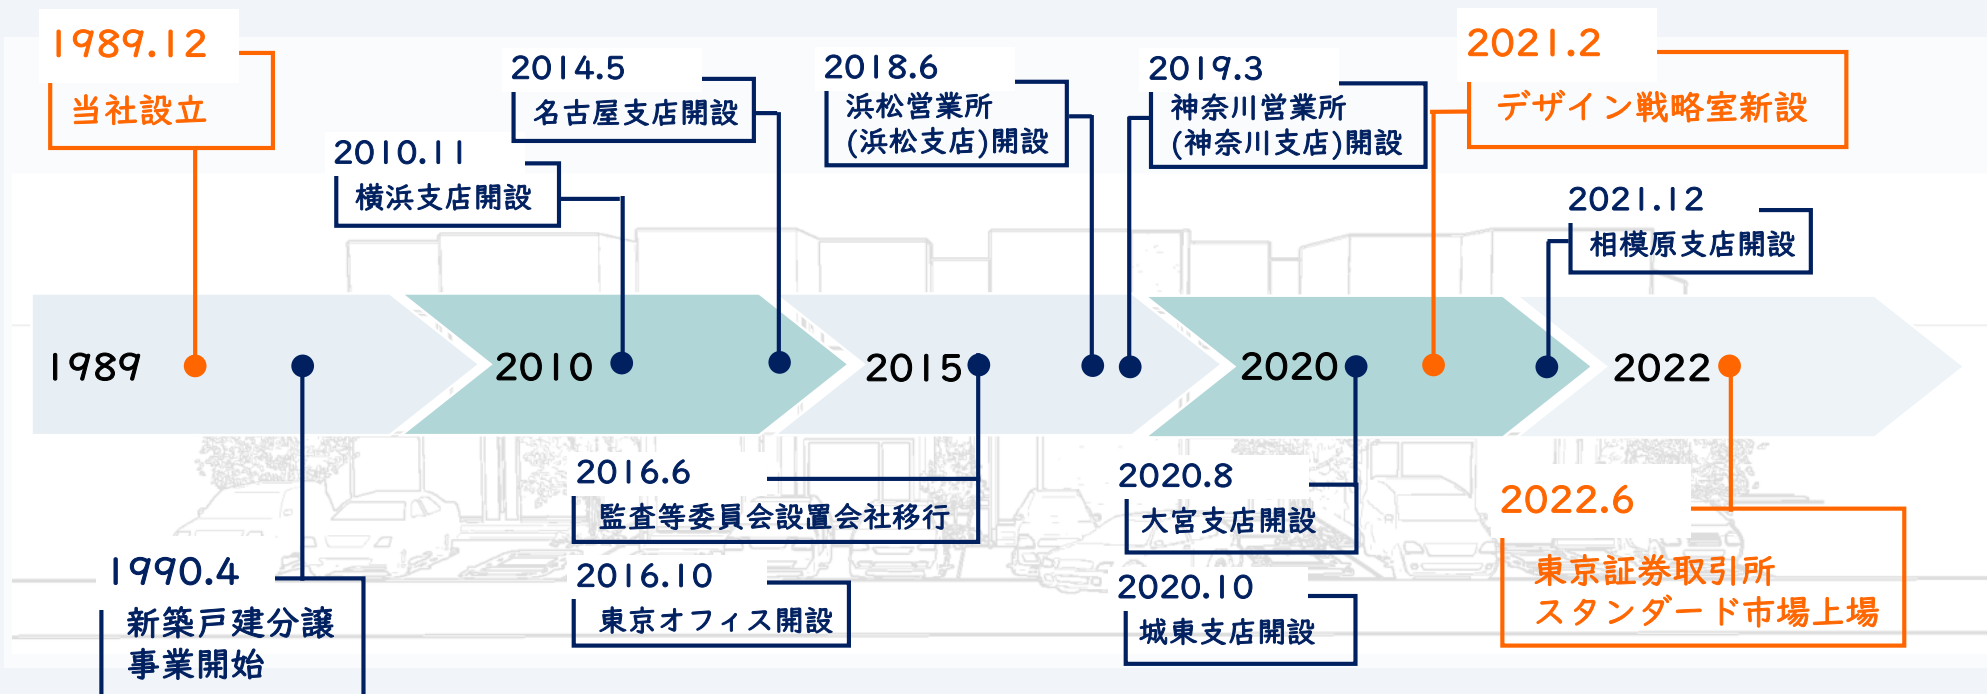 1989.12
当社設立
2010.11
横浜支店開設
2014.5
名古屋支店開設
2018.6
浜松営業所
(浜松支店)開設
2019.3
神奈川営業所
(神奈川支店)開設
2021.2
デザイン戦略室新設
2021.12
相模原支店開設
1989
2010
2015
2020
2022
1990.4
新築戸建分譲
事業開始
2016.6
監査等委員会設置会社移行
2016.10
東京オフィス開設
2020.8
大宮支店開設
2020.10
城東支店開設
2022.6
東京証券取引所
スタンダード市場上場